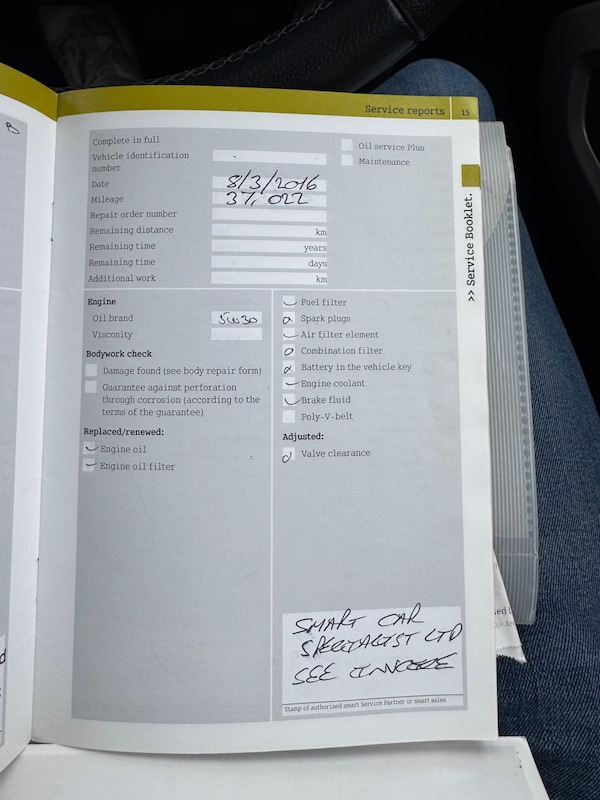 Service reports 15
Complete in full
Vehicle identification
number
Date 8/3/2016
Mileage 37,022
Repair order number
Remaining distance km
Remaining time years
Remaining time days
Additional work km
Oil service Plus
Maintenance
>> Service Booklet.
Engine
Oil brand 5W30
Viscosity
Bodywork check
Damage found (see body repair form)
Guarantee against perforation
through corrosion (according to the
terms of the guarantee)
Replaced/renewed:
Engine oil
Engine oil filter
Fuel filter
Spark plugs
Air filter element
Combination filter
Battery in the vehicle key
Engine coolant
Brake fluid
Poly-V-belt
Adjusted:
Valve clearance
SMART CAR
SPECIALIST LTD
SEE INVOICE
Stamp of authorised smart Service Partner or smart sales